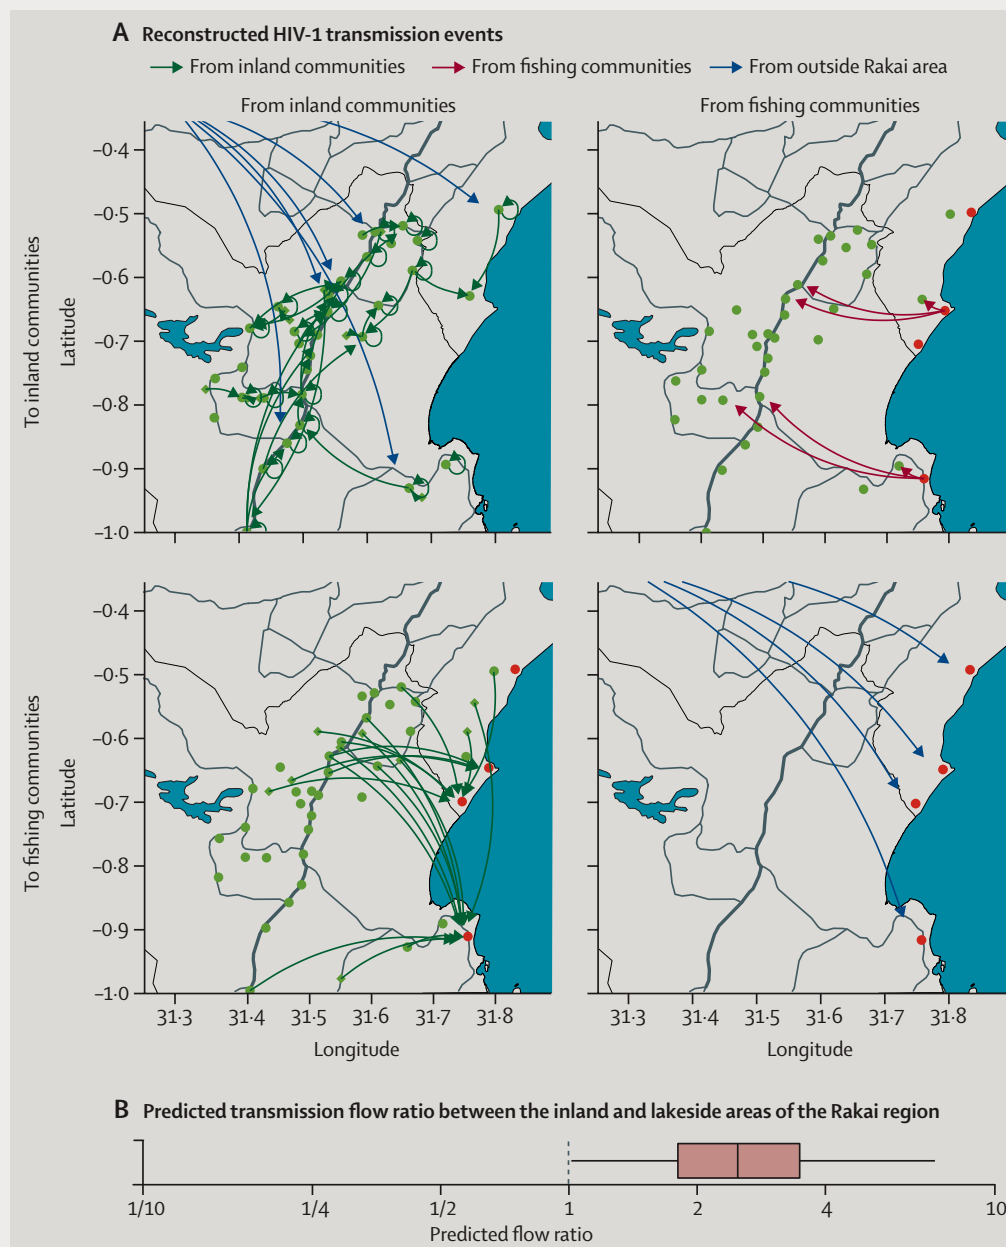 A Reconstructed HIV-1 transmission events
From inland communities From fishing communities From outside Rakai area
From inland communities From fishing communities
To inland communities
Latitude
–0·4
–0·5
–0·6
–0·7
–0·8
–0·9
–1·0
To fishing communities
Latitude
–0·4
–0·5
–0·6
–0·7
–0·8
–0·9
–1·0
31·3 31·4 31·5 31·6 31·7 31·8 31·3 31·4 31·5 31·6 31·7 31·8
Longitude Longitude
B Predicted transmission flow ratio between the inland and lakeside areas of the Rakai region
1/10 1/4 1/2 1 2 4 10
Predicted flow ratio